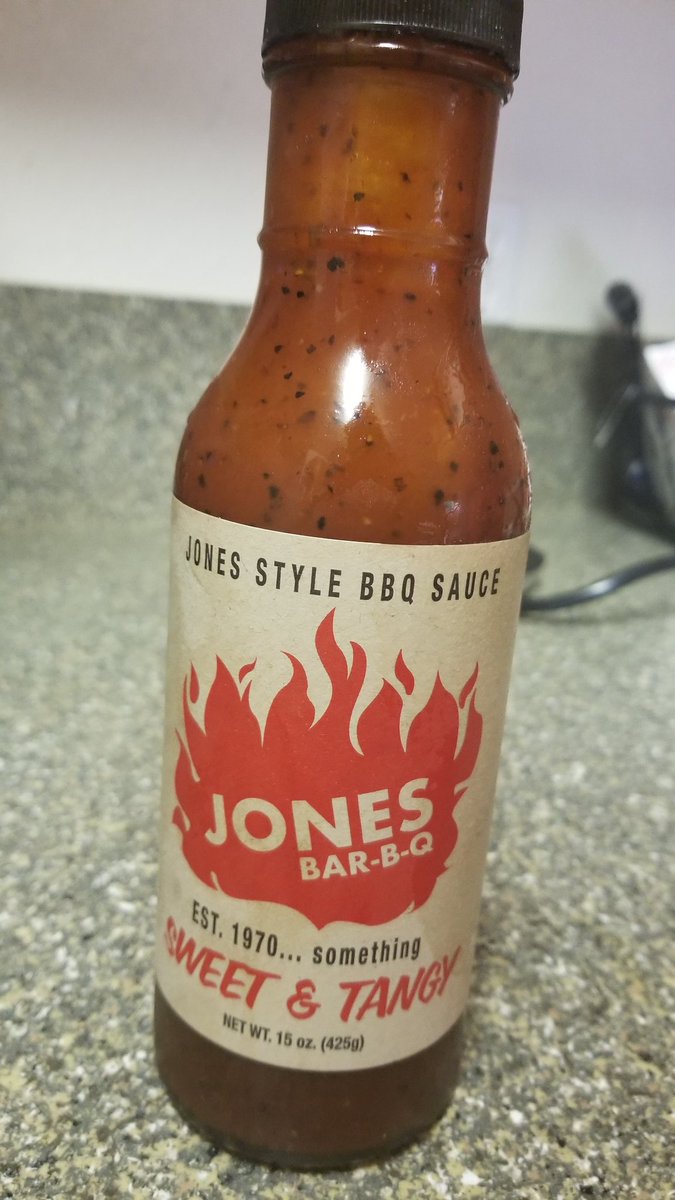 JONES STYLE BBQ SAUCE
JONES
BAR-B-Q
EST. 1970... something
SWEET & TANGY
NET WT. 15 oz. (425g)